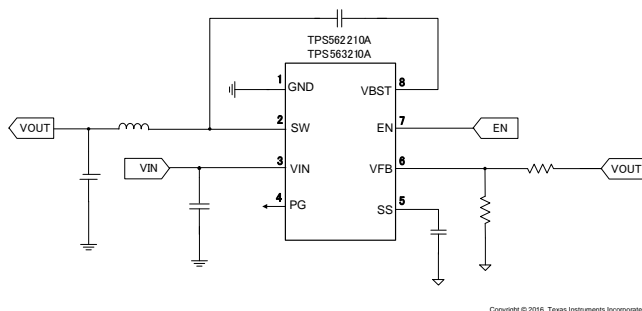 TPS562210A
TPS563210A
1 GND
VBST 8
VOUT
2 SW
EN 7
EN
VIN
3 VIN
VFB 6
VOUT
4 PG
SS 5
Copyright © 2016, Texas Instruments Incorporate